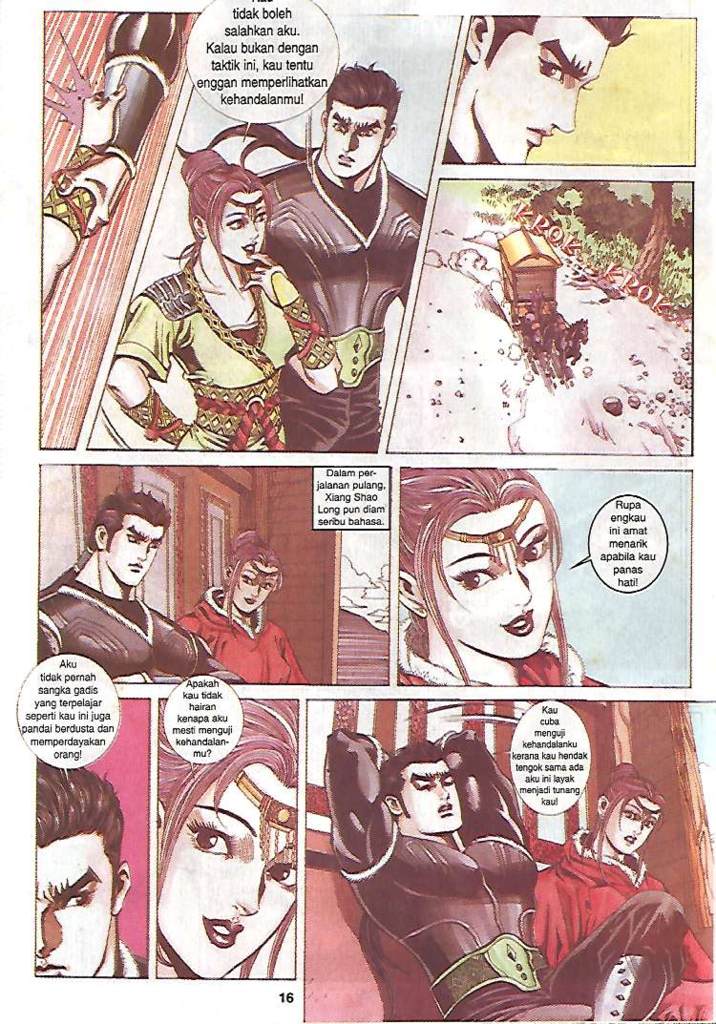 Kau
tidak boleh
salahkan aku.
Kalau bukan dengan
taktik ini, kau tentu
enggan memperlihatkan
kehandalanmu!
KROK KROK
Dalam per-
jalanan pulang,
Xiang Shao
Long pun diam
seribu bahasa.
Rupa
engkau
ini amat
menarik
apabila kau
panas
hati!
Aku
tidak pernah
sangka gadis
yang terpelajar
seperti kau ini juga
pandai berdusta dan
memperdayakan
orang!
Apakah
kau tidak
hairan
kenapa aku
mesti menguji
kehandalan-
mu?
Kau
cuba
menguji
kehandalanku
kerana kau hendak
tengok sama ada
aku ini layak
menjadi tunang
kau!
16